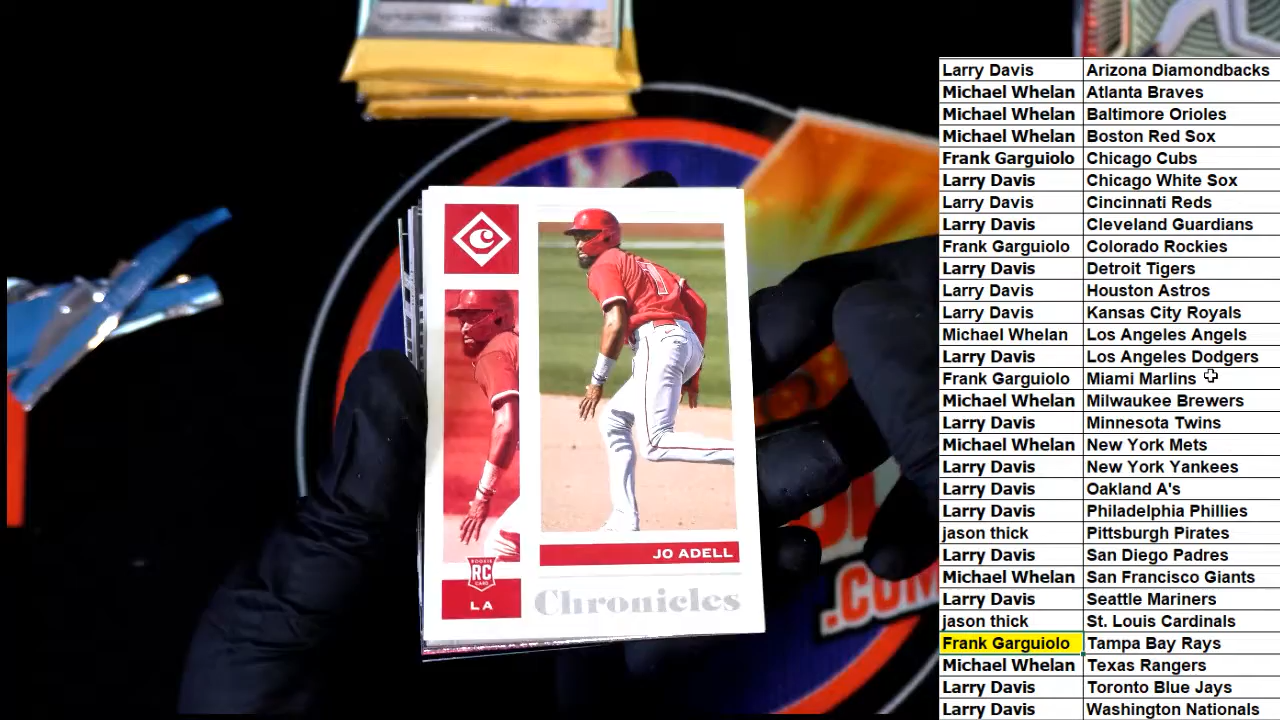 Larry Davis Arizona Diamondbacks
Michael Whelan Atlanta Braves
Michael Whelan Baltimore Orioles
Michael Whelan Boston Red Sox
Frank Garguiolo Chicago Cubs
Larry Davis Chicago White Sox
Larry Davis Cincinnati Reds
Larry Davis Cleveland Guardians
Frank Garguiolo Colorado Rockies
Larry Davis Detroit Tigers
Larry Davis Houston Astros
Larry Davis Kansas City Royals
Michael Whelan Los Angeles Angels
Larry Davis Los Angeles Dodgers
Frank Garguiolo Miami Marlins
Michael Whelan Milwaukee Brewers
Larry Davis Minnesota Twins
Michael Whelan New York Mets
Larry Davis New York Yankees
Larry Davis Oakland A's
Larry Davis Philadelphia Phillies
jason thick Pittsburgh Pirates
Larry Davis San Diego Padres
Michael Whelan San Francisco Giants
Larry Davis Seattle Mariners
jason thick St. Louis Cardinals
Frank Garguiolo Tampa Bay Rays
Michael Whelan Texas Rangers
Larry Davis Toronto Blue Jays
Larry Davis Washington Nationals
C
1
JO ADELL
ROOKIE
RC
CARD
LA
Chronicles
.COM